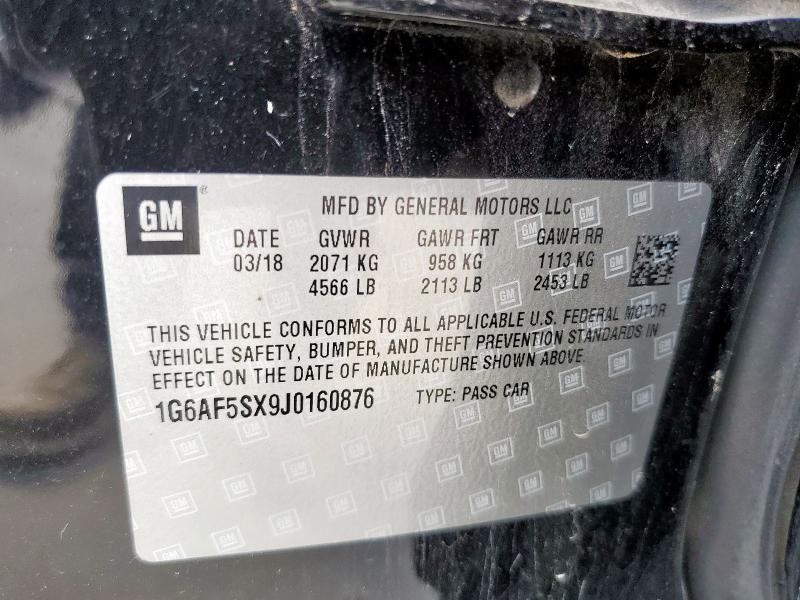 GM®
MFD BY GENERAL MOTORS LLC
DATE GVWR GAWR FRT GAWR RR
03/18 2071 KG 958 KG 1113 KG
4566 LB 2113 LB 2453 LB
THIS VEHICLE CONFORMS TO ALL APPLICABLE U.S. FEDERAL MOTOR
VEHICLE SAFETY, BUMPER, AND THEFT PREVENTION STANDARDS IN
EFFECT ON THE DATE OF MANUFACTURE SHOWN ABOVE.
1G6AF5SX9J0160876 TYPE: PASS CAR